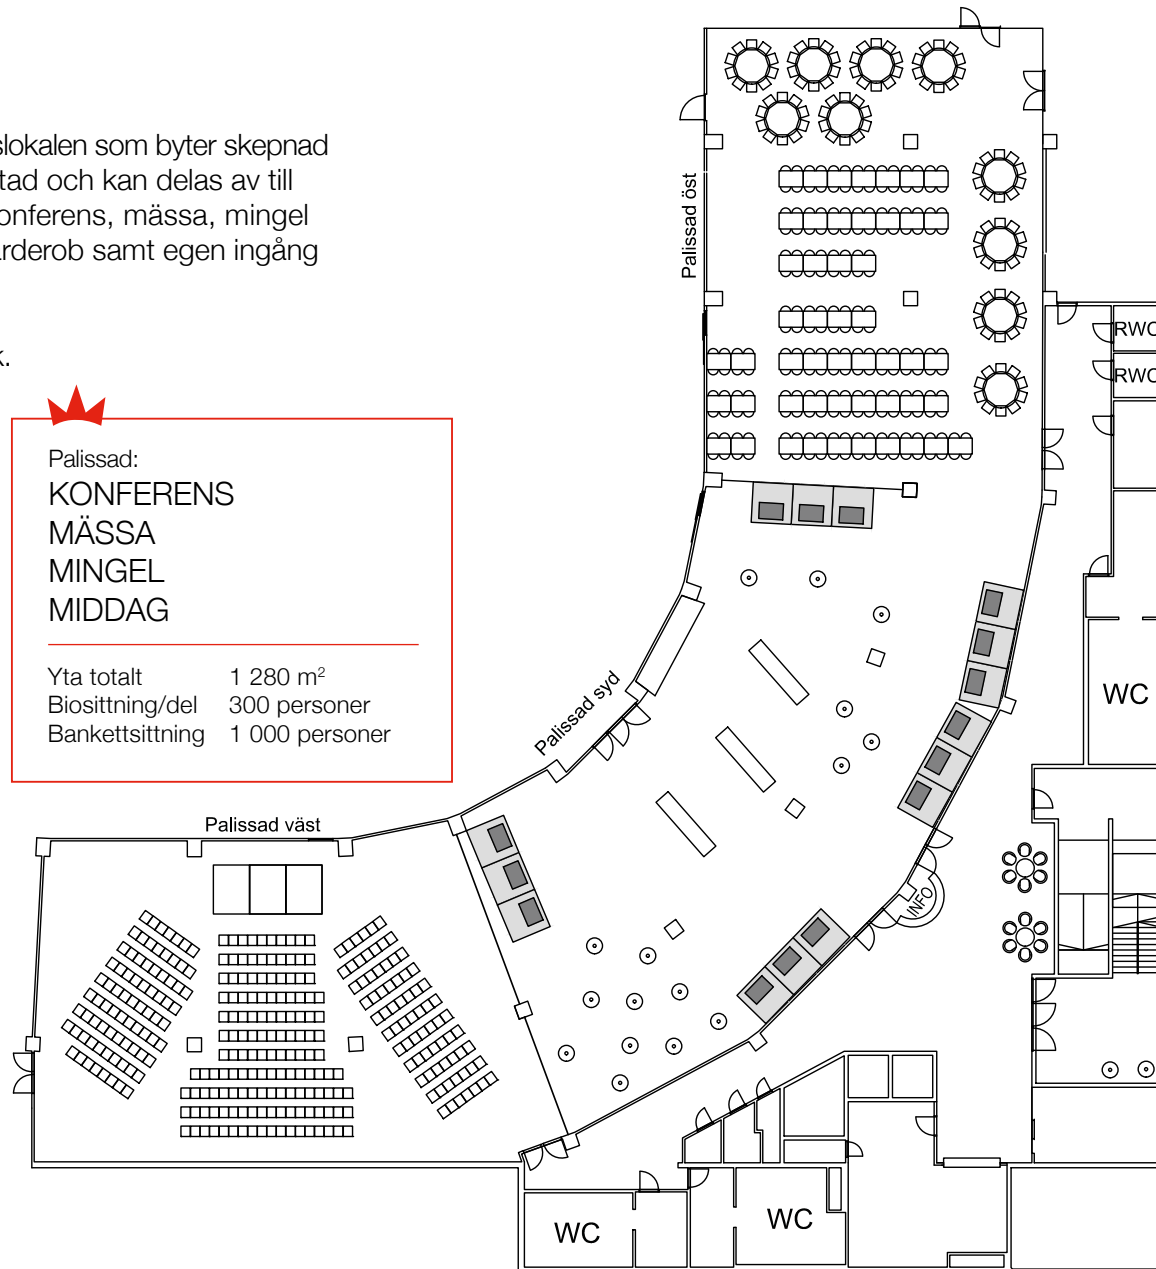 slokalen som byter skepnad
tad och kan delas av till
onferens, mässa, mingel
arderob samt egen ingång
k.
Palissad:
KONFERENS
MÄSSA
MINGEL
MIDDAG
Yta totalt 1 280 m²
Biosittning/del 300 personer
Bankettsittning 1 000 personer
Palissad öst
Palissad syd
Palissad väst
RWC
RWC
WC
INFO
WC
WC